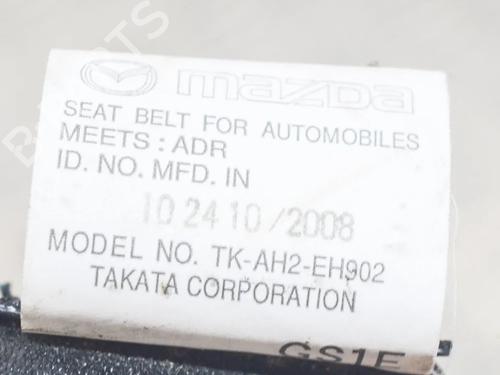 mazda
SEAT BELT FOR AUTOMOBILES
MEETS : ADR
ID. NO. MFD. IN
10 24 10/2008
MODEL NO. TK-AH2-EH902
TAKATA CORPORATION
GS1E